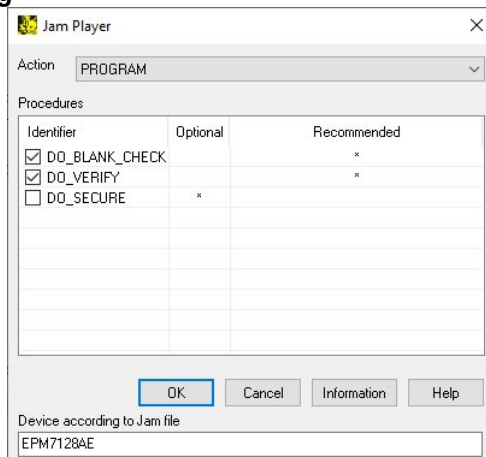 g
Jam Player
Action PROGRAM
Procedures
Identifier Optional Recommended
DO_BLANK_CHECK *
DO_VERIFY *
DO_SECURE *
OK Cancel Information Help
Device according to Jam file
EPM7128AE